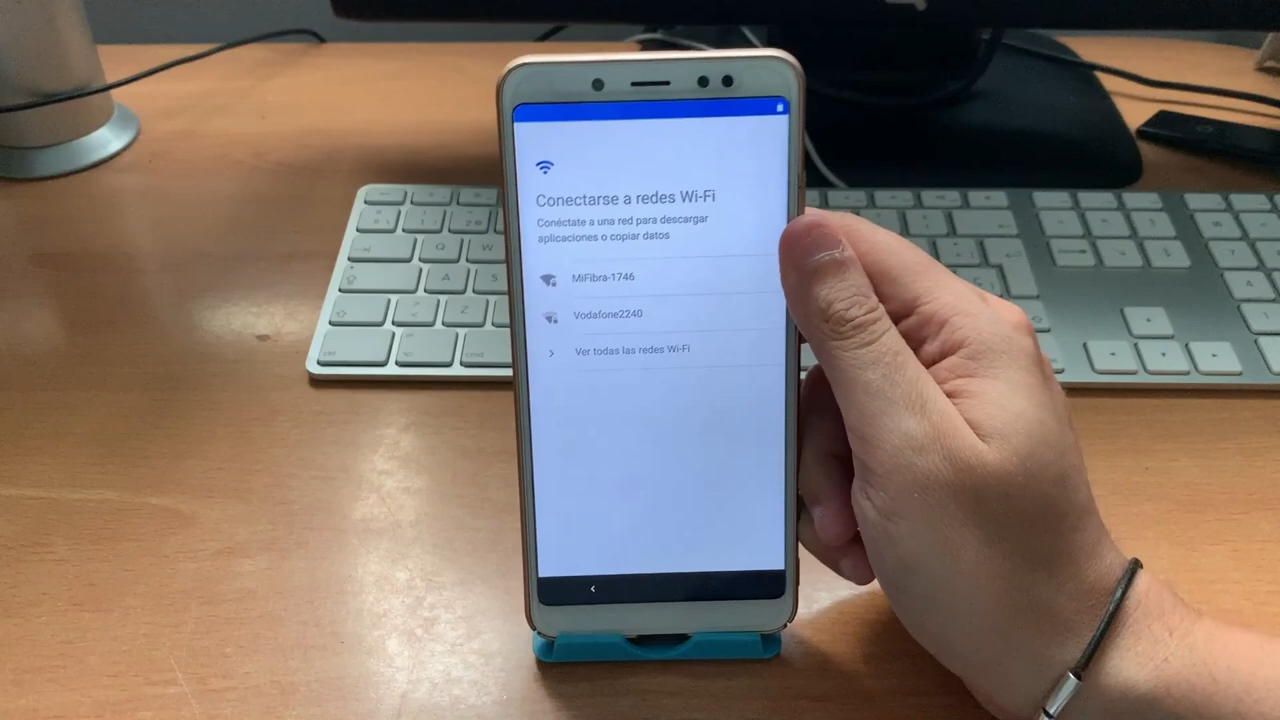 Conectarse a redes Wi-Fi
Conéctate a una red para descargar
aplicaciones o copiar datos
MiFibra-1746
Vodafone2240
Ver todas las redes Wi-Fi
Q
W
A
S
Z
cmd